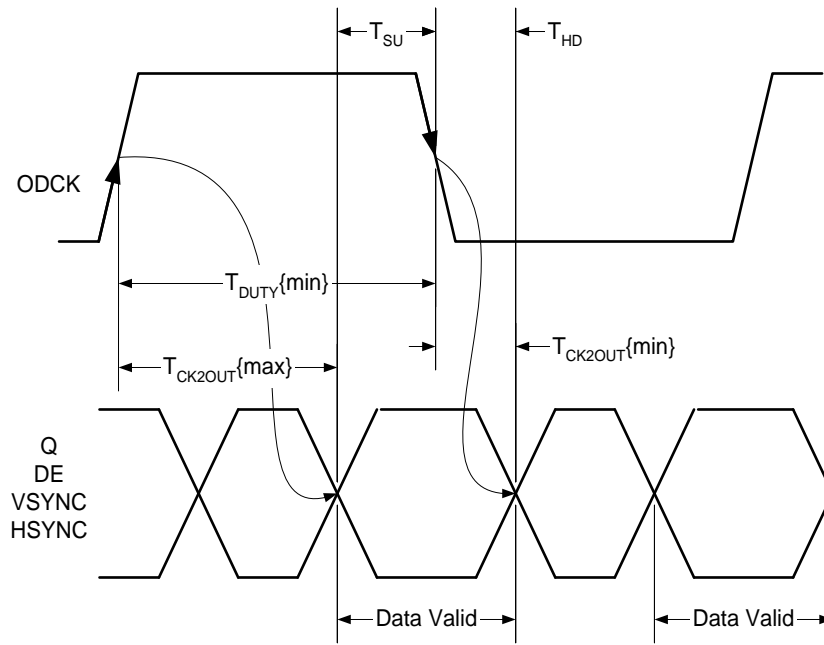 T_SU
T_HD
ODCK
T_DUTY{min}
T_CK2OUT{max}
T_CK2OUT{min}
Q
DE
VSYNC
HSYNC
Data Valid
Data Valid